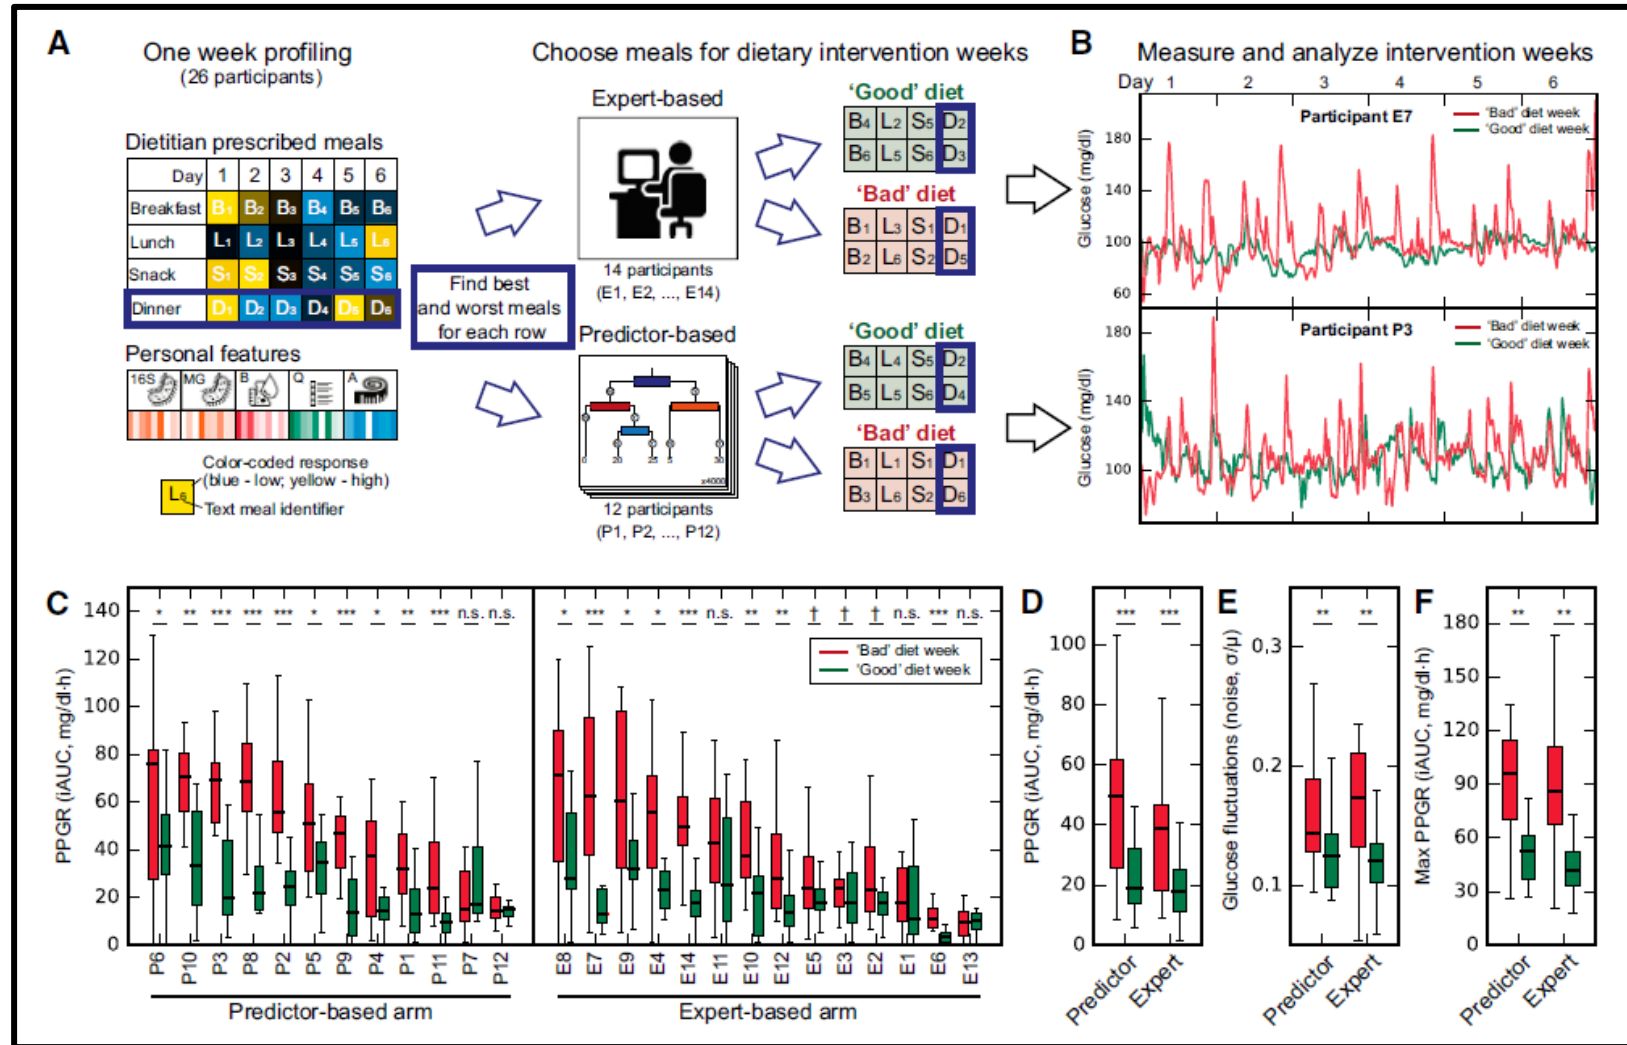 A
One week profiling
(26 participants)
Dietitian prescribed meals
Day 1 2 3 4 5 6
Breakfast B1 B2 B3 B4 B5 B6
Lunch L1 L2 L3 L4 L5 L6
Snack S1 S2 S3 S4 S5 S6
Dinner D1 D2 D3 D4 D5 D6
Personal features
16S MG B Q A
Color-coded response
(blue - low; yellow - high)
L6
Text meal identifier
Find best
and worst meals
for each row
Choose meals for dietary intervention weeks
Expert-based
14 participants
(E1, E2, ..., E14)
Predictor-based
0 20 25 5 30
x4000
12 participants
(P1, P2, ..., P12)
'Good' diet
B4 L2 S5 D2
B6 L5 S6 D3
'Bad' diet
B1 L3 S1 D1
B2 L6 S2 D5
'Good' diet
B4 L4 S5 D2
B5 L5 S6 D4
'Bad' diet
B1 L1 S1 D1
B3 L6 S2 D6
B
Measure and analyze intervention weeks
Day 1 2 3 4 5 6
Participant E7
'Bad' diet week
'Good' diet week
Glucose (mg/dl)
180
140
100
60
Participant P3
'Bad' diet week
'Good' diet week
Glucose (mg/dl)
180
140
100
C
PPGR (iAUC, mg/dl·h)
140
120
100
80
60
40
20
0
* ** *** *** *** * *** * ** *** n.s. n.s.
* *** * * *** n.s. ** ** † † † n.s. *** n.s.
'Bad' diet week
'Good' diet week
P6 P10 P3 P8 P2 P5 P9 P4 P1 P11 P7 P12
E8 E7 E9 E4 E14 E11 E10 E12 E5 E3 E2 E1 E6 E13
Predictor-based arm
Expert-based arm
D
*** ***
PPGR (iAUC, mg/dl·h)
100
80
60
40
20
0
Predictor
Expert
E
** **
Glucose fluctuations (noise, σ/μ)
0.3
0.2
0.1
Predictor
Expert
F
** **
Max PPGR (iAUC, mg/dl·h)
180
150
120
90
60
30
0
Predictor
Expert